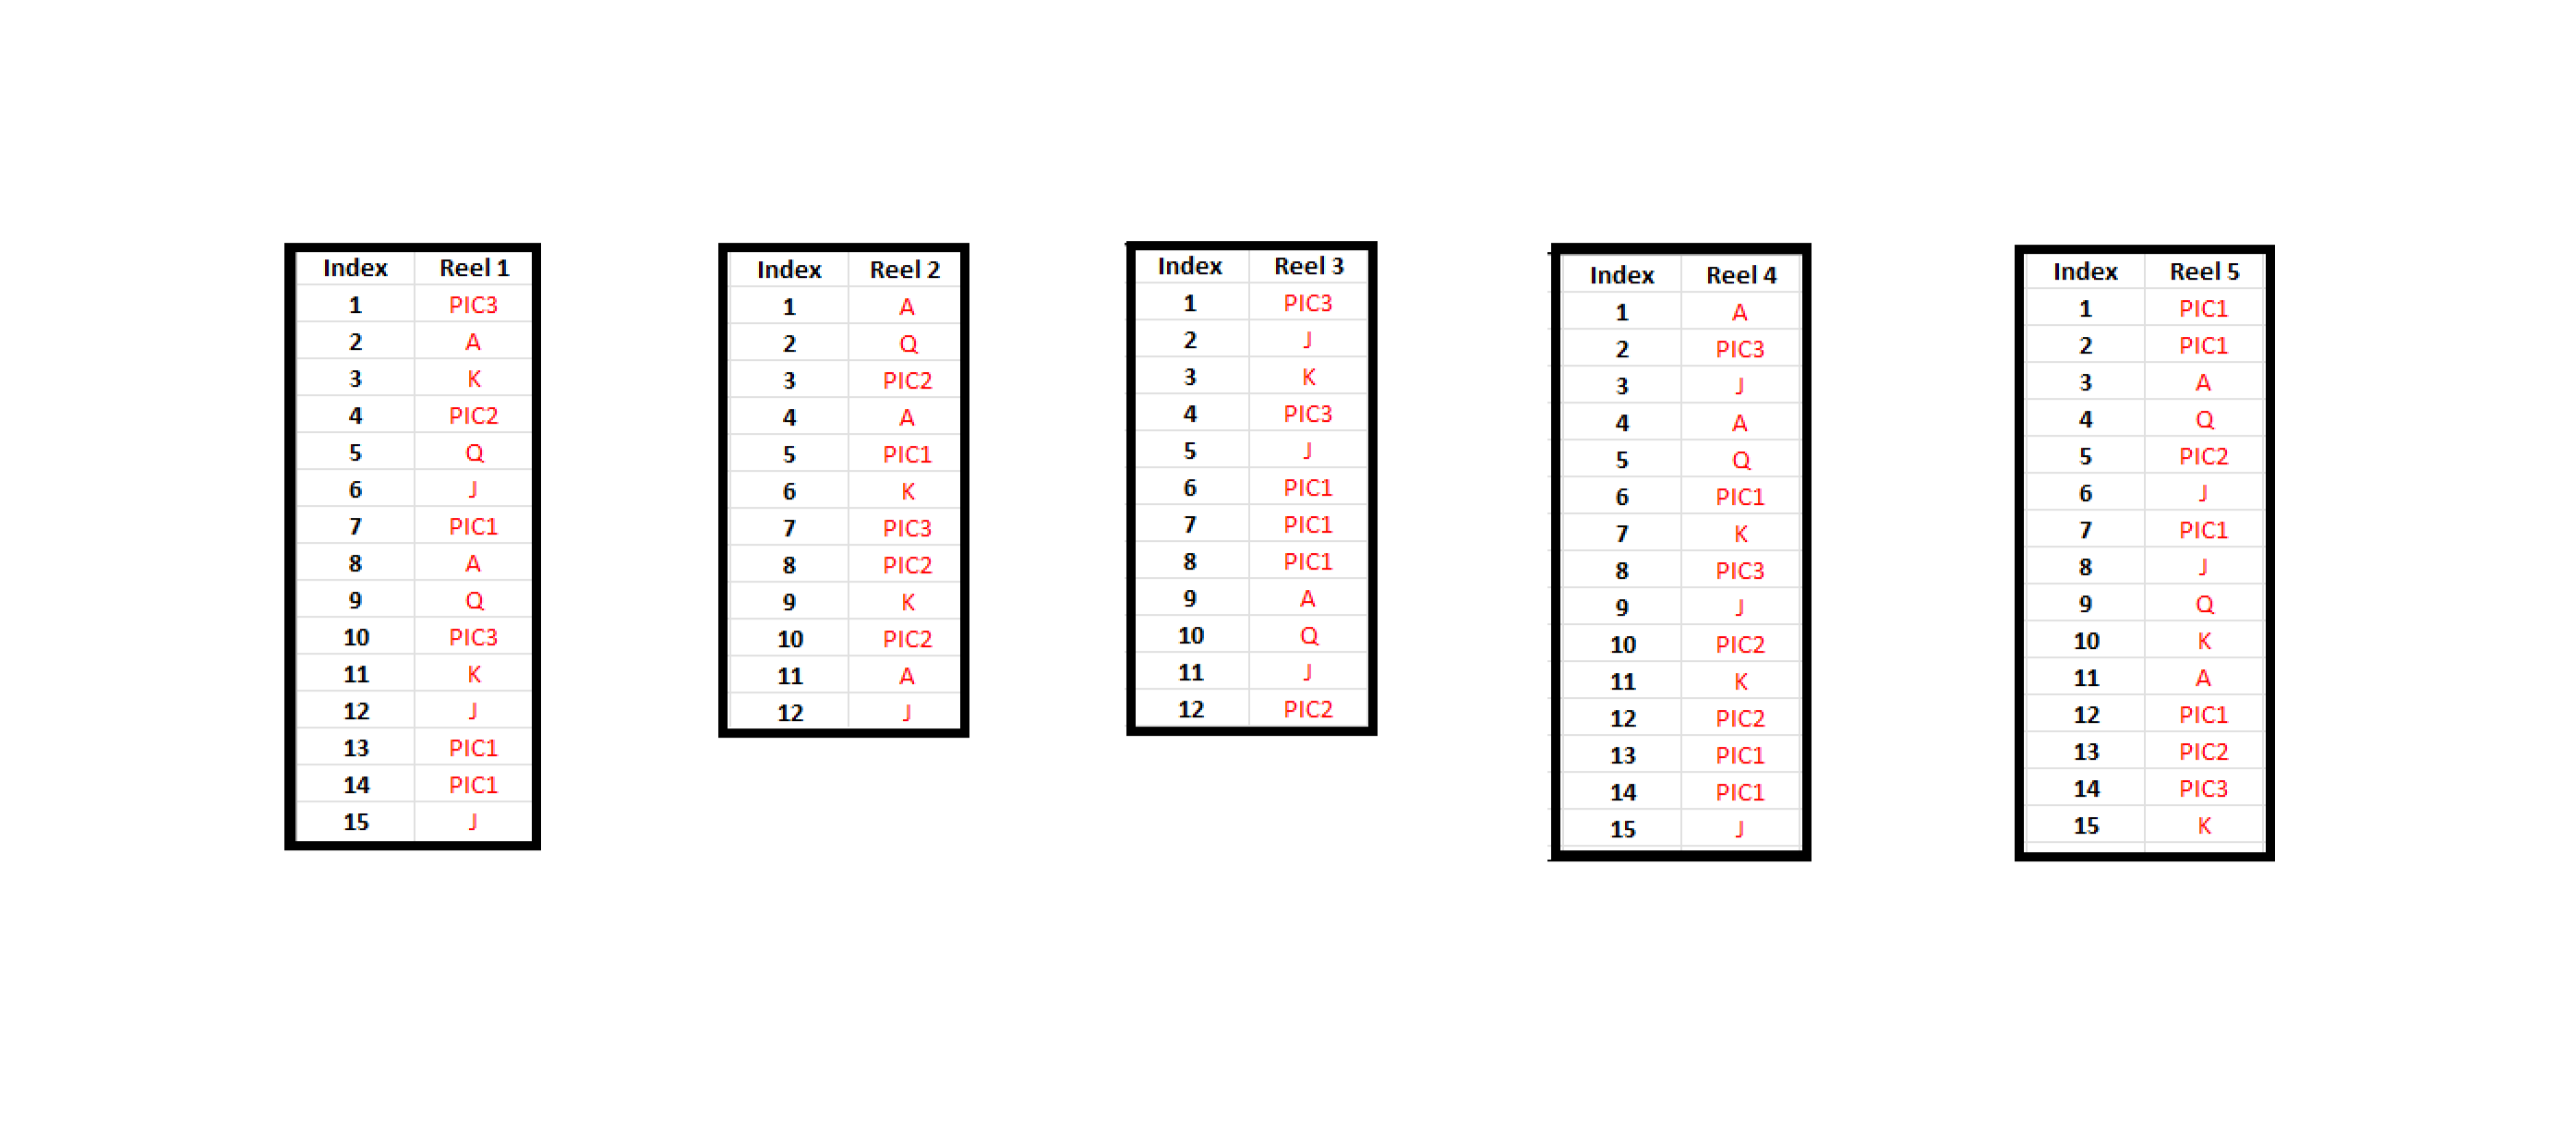 Index Reel 1
1 PIC3
2 A
3 K
4 PIC2
5 Q
6 J
7 PIC1
8 A
9 Q
10 PIC3
11 K
12 J
13 PIC1
14 PIC1
15 J
Index Reel 2
1 A
2 Q
3 PIC2
4 A
5 PIC1
6 K
7 PIC3
8 PIC2
9 K
10 PIC2
11 A
12 J
Index Reel 3
1 PIC3
2 J
3 K
4 PIC3
5 J
6 PIC1
7 PIC1
8 PIC1
9 A
10 Q
11 J
12 PIC2
Index Reel 4
1 A
2 PIC3
3 J
4 A
5 Q
6 PIC1
7 K
8 PIC3
9 J
10 PIC2
11 K
12 PIC2
13 PIC1
14 PIC1
15 J
Index Reel 5
1 PIC1
2 PIC1
3 A
4 Q
5 PIC2
6 J
7 PIC1
8 J
9 Q
10 K
11 A
12 PIC1
13 PIC2
14 PIC3
15 K